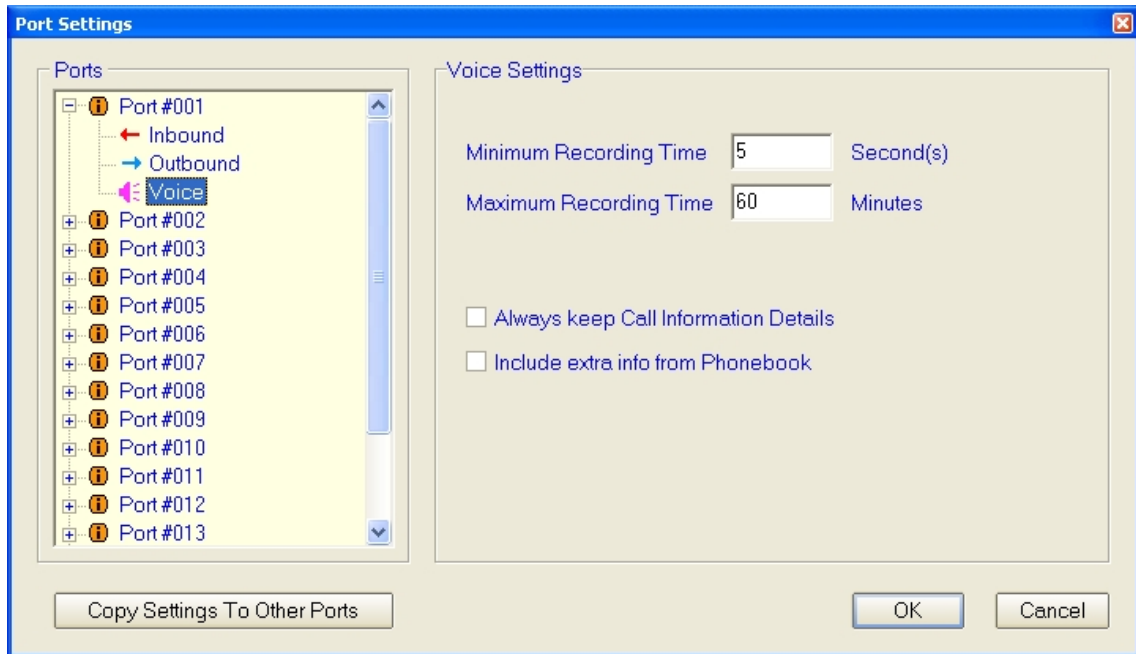 Port Settings
Ports
Port #001
Inbound
Outbound
Voice
Port #002
Port #003
Port #004
Port #005
Port #006
Port #007
Port #008
Port #009
Port #010
Port #011
Port #012
Port #013
Voice Settings
Minimum Recording Time 5 Second(s)
Maximum Recording Time 60 Minutes
Always keep Call Information Details
Include extra info from Phonebook
Copy Settings To Other Ports
OK
Cancel